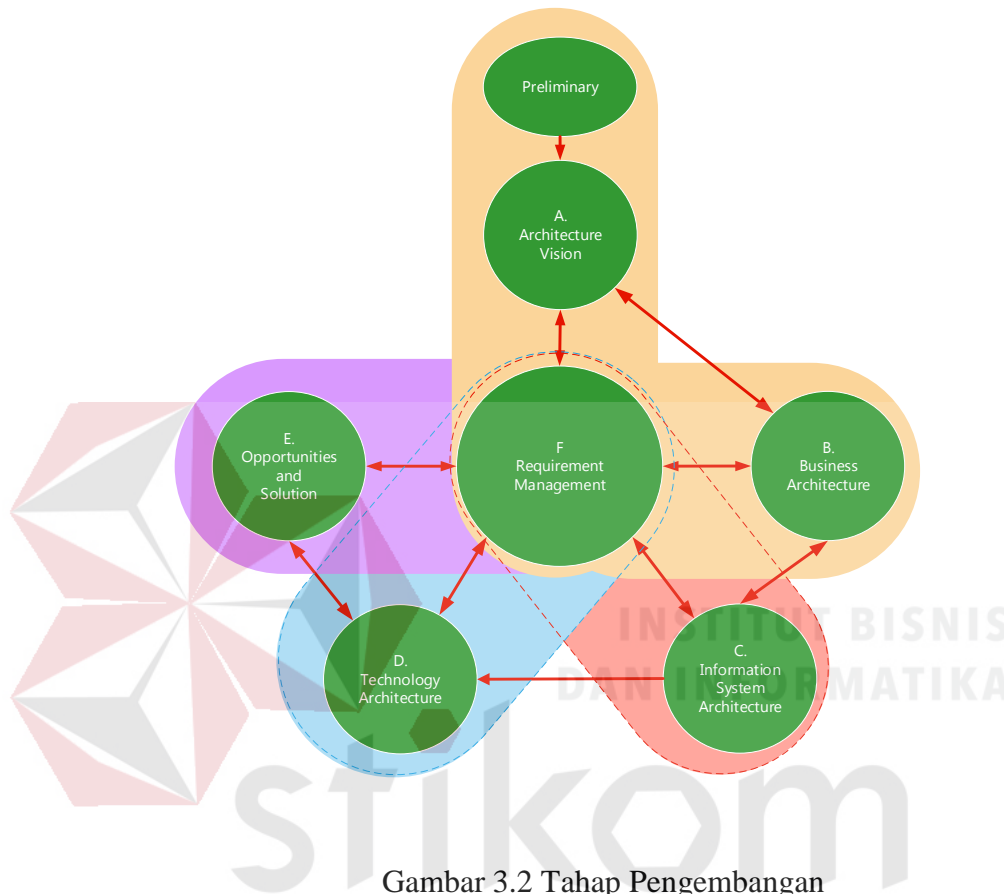 Preliminary
A.
Architecture
Vision
E.
Opportunities
and
Solution
F
Requirement
Management
B.
Business
Architecture
INSTITUT BISNIS
DAN INFORMATIKA
D.
Technology
Architecture
C.
Information
System
Architecture
stikom
Gambar 3.2 Tahap Pengembangan